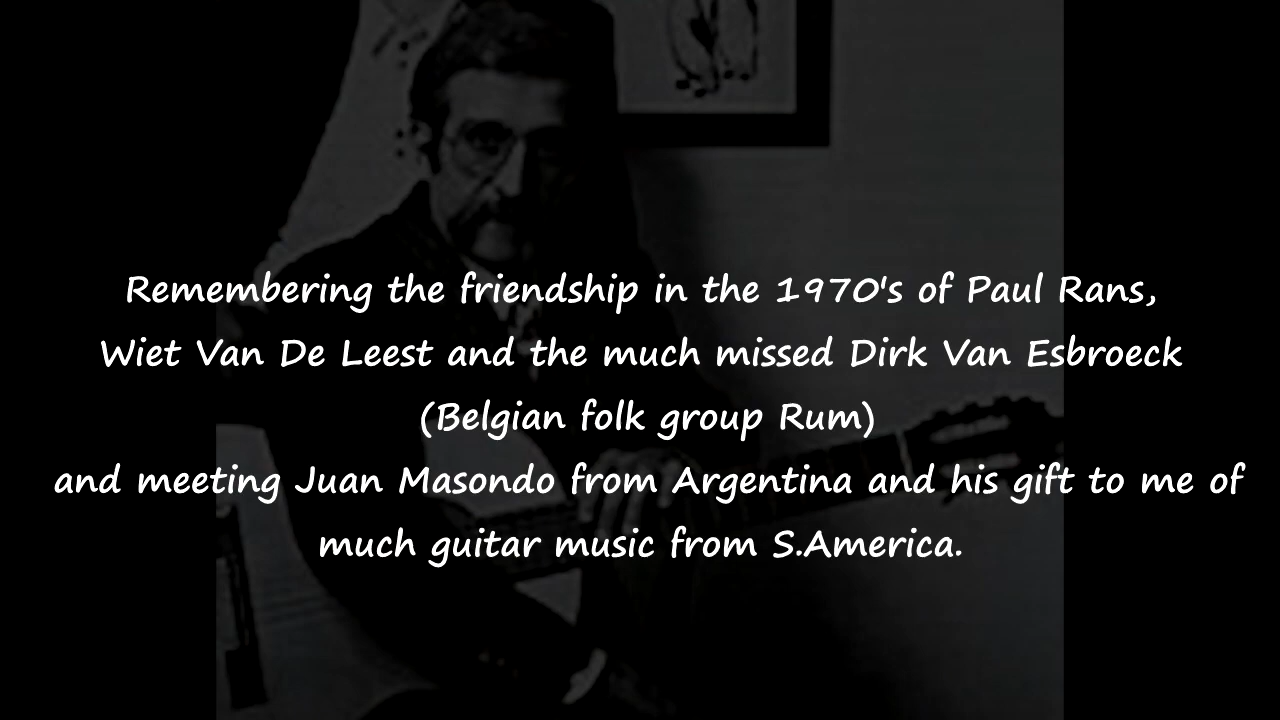 Remembering the friendship in the 1970's of Paul Rans,
Wiet Van De Leest and the much missed Dirk Van Esbroeck
(Belgian folk group Rum)
and meeting Juan Masondo from Argentina and his gift to me of
much guitar music from S.America.